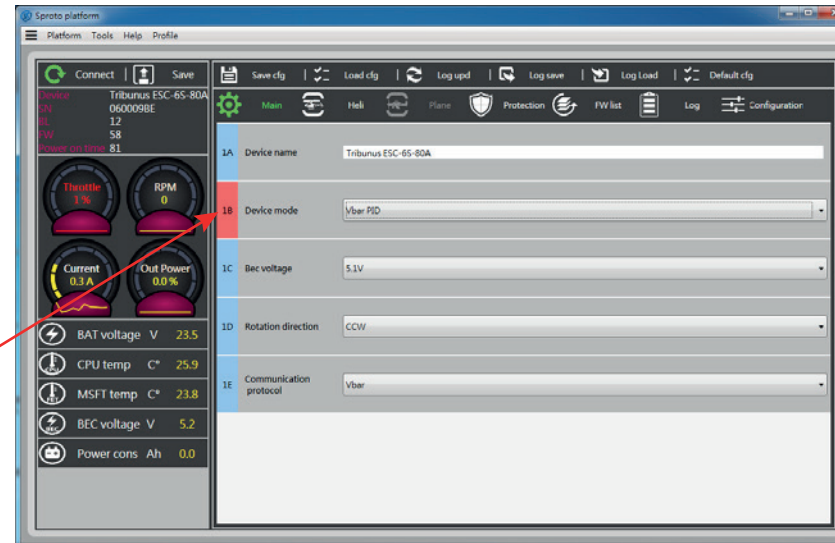 Sproto platform
Platform Tools Help Profile
Connect | Save
Save cfg | Load cfg | Log upd | Log save | Log Load | Default cfg
Device Tribunus ESC-6S-80A
SN 060009BE
BL 12
FW 58
Power on time 81
Main Heli Plane Protection FW list Log Configuration
Throttle
1 %
RPM
0
Current
0.3 A
Out Power
0.0 %
BAT voltage V 23.5
CPU temp C° 25.9
MSFT temp C° 23.8
BEC voltage V 5.2
Power cons Ah 0.0
1A Device name Tribunus ESC-6S-80A
1B Device mode Vbar PID
1C Bec voltage 5.1V
1D Rotation direction CCW
1E Communication protocol Vbar